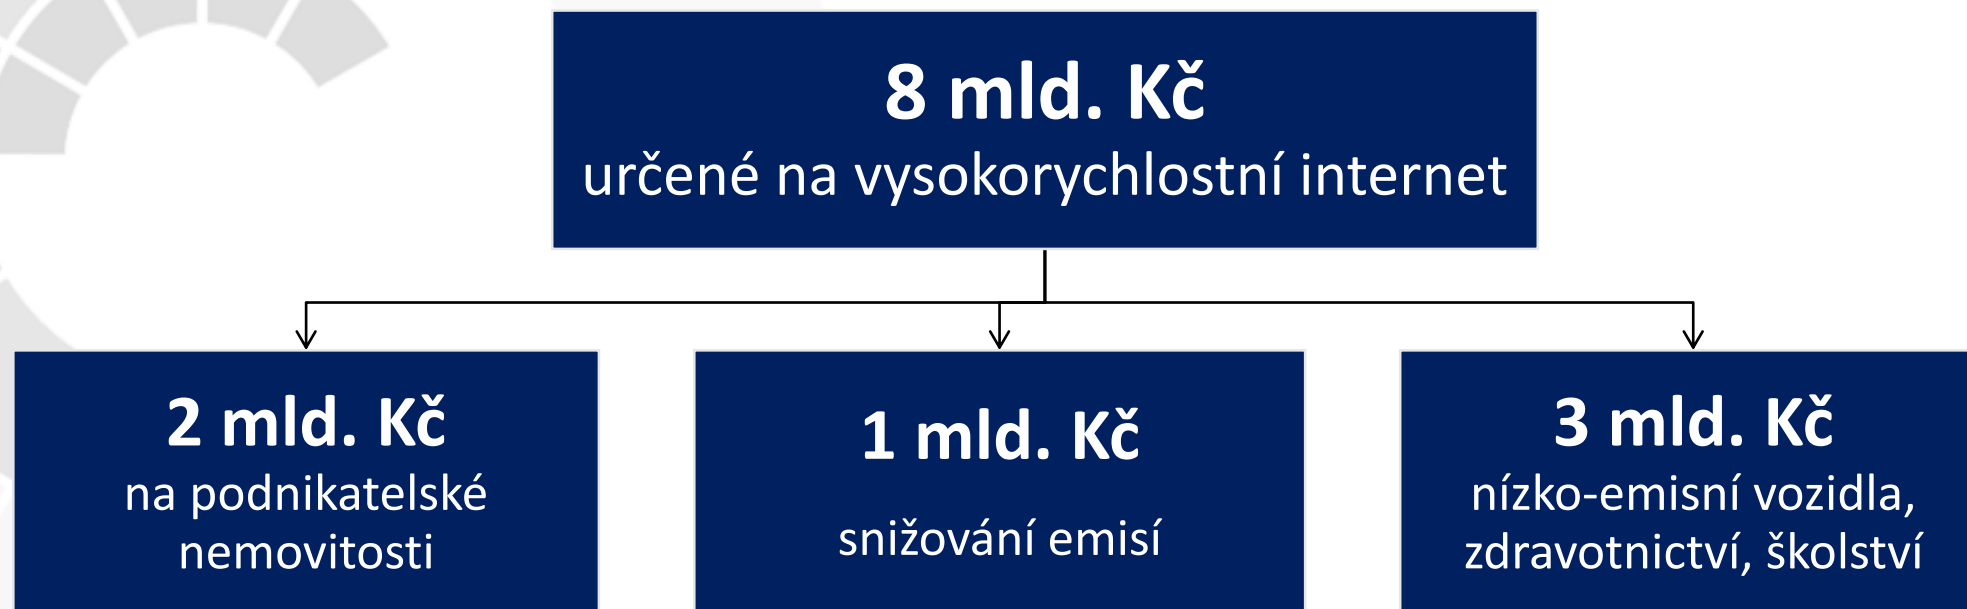 8 mld. Kč
určené na vysokorychlostní internet
2 mld. Kč
na podnikatelské
nemovitosti
1 mld. Kč
snižování emisí
3 mld. Kč
nízko-emisní vozidla,
zdravotnictví, školství